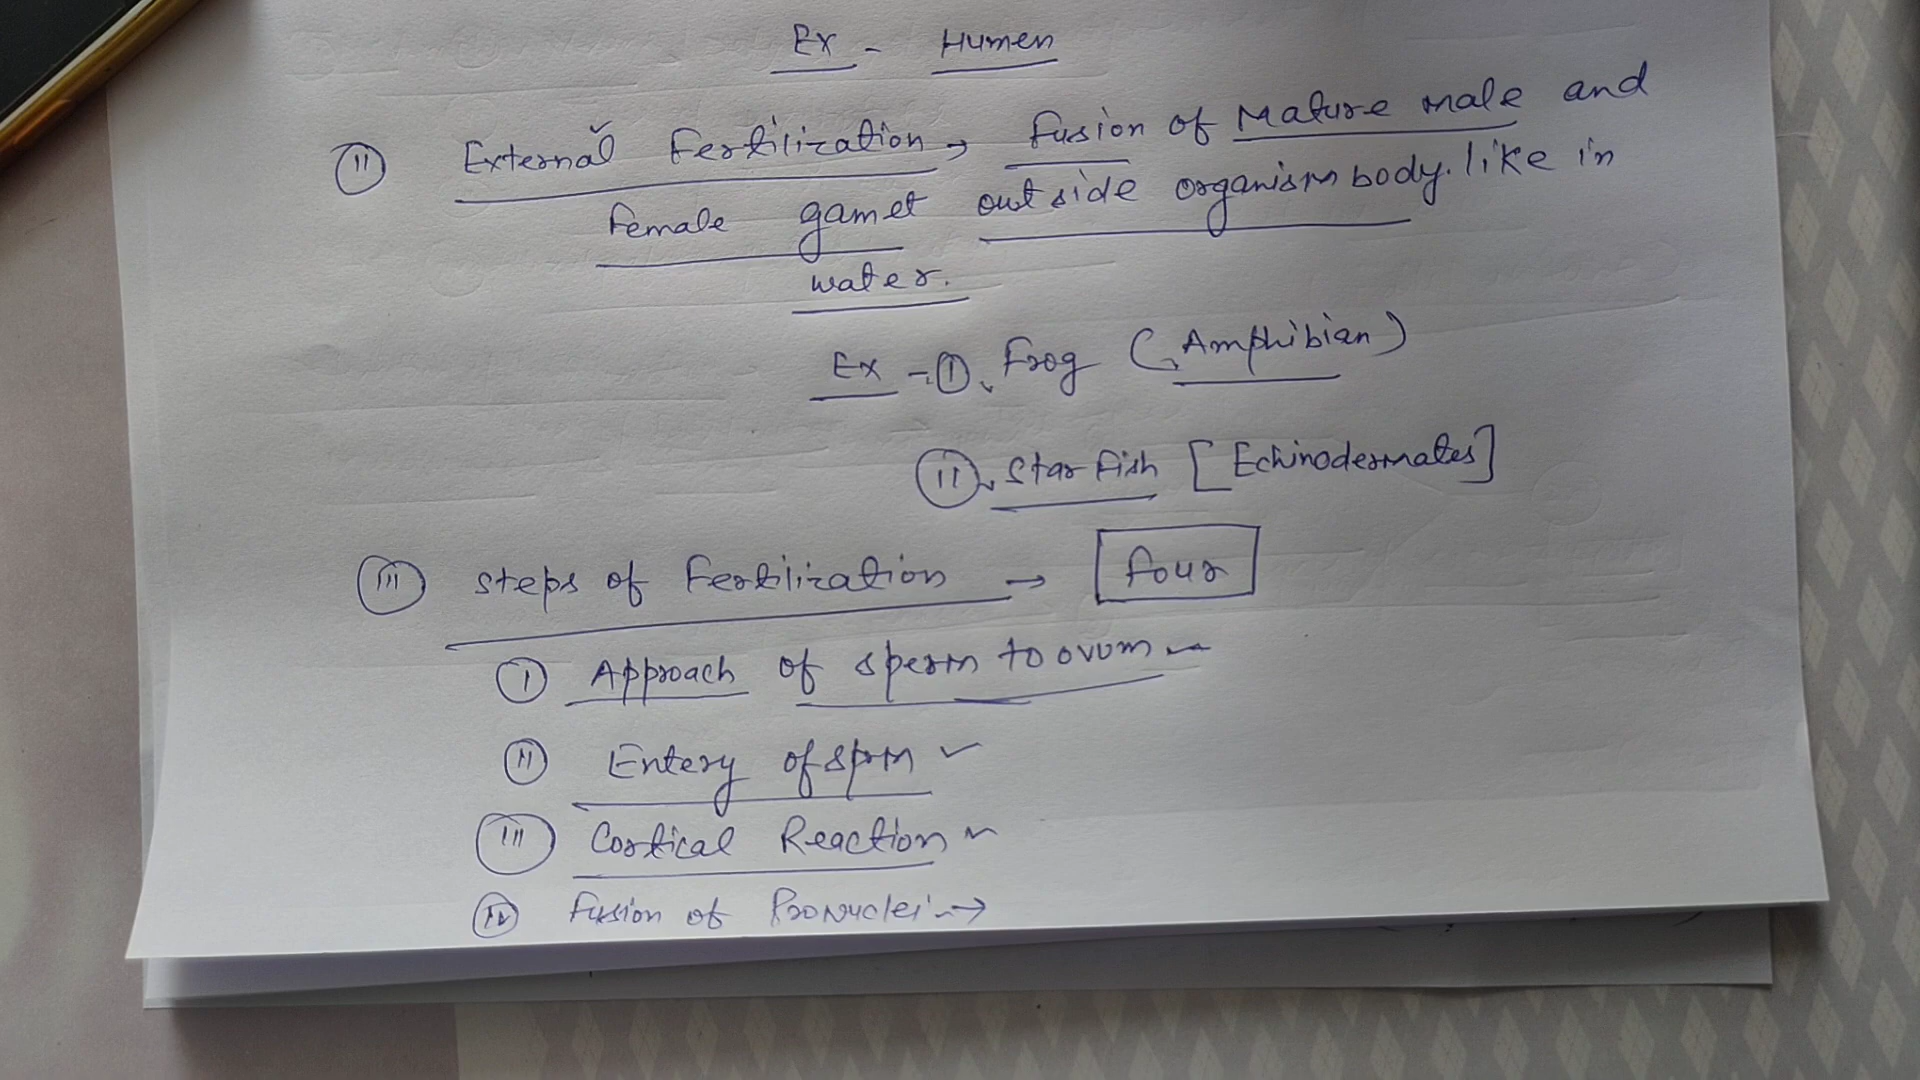 Ex - Humen
(II) External Fertilization → Fusion of Mature male and
Female gamet out side organism body. like in
water.
Ex - (I). Frog (Amphibian)
(II). Star Fish [Echinodermates]
(III) steps of Fertilization → four
(I) Approach of sperm to ovum
(II) Entery of sprm
(III) Cortical Reaction
(IV) Fusion of Pronuclei →